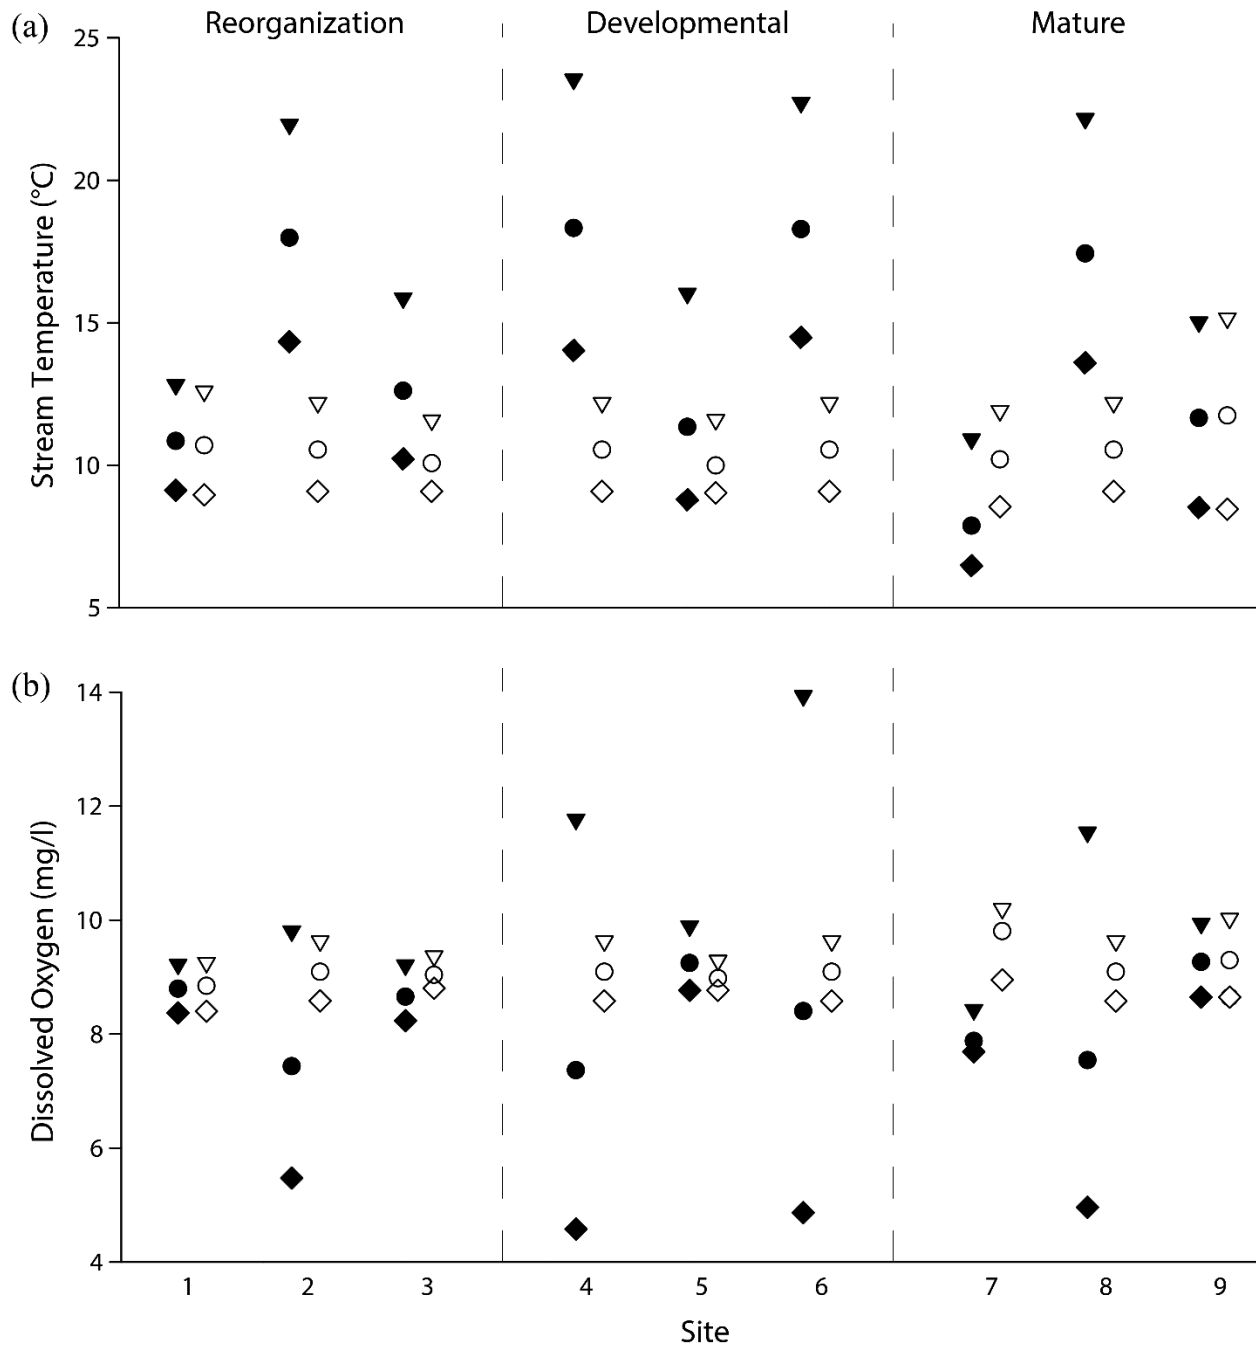 (a)
Reorganization Developmental Mature
25
20
15
10
5
Stream Temperature (°C)
(b)
14
12
10
8
6
4
Dissolved Oxygen (mg/l)
1 2 3 4 5 6 7 8 9
Site